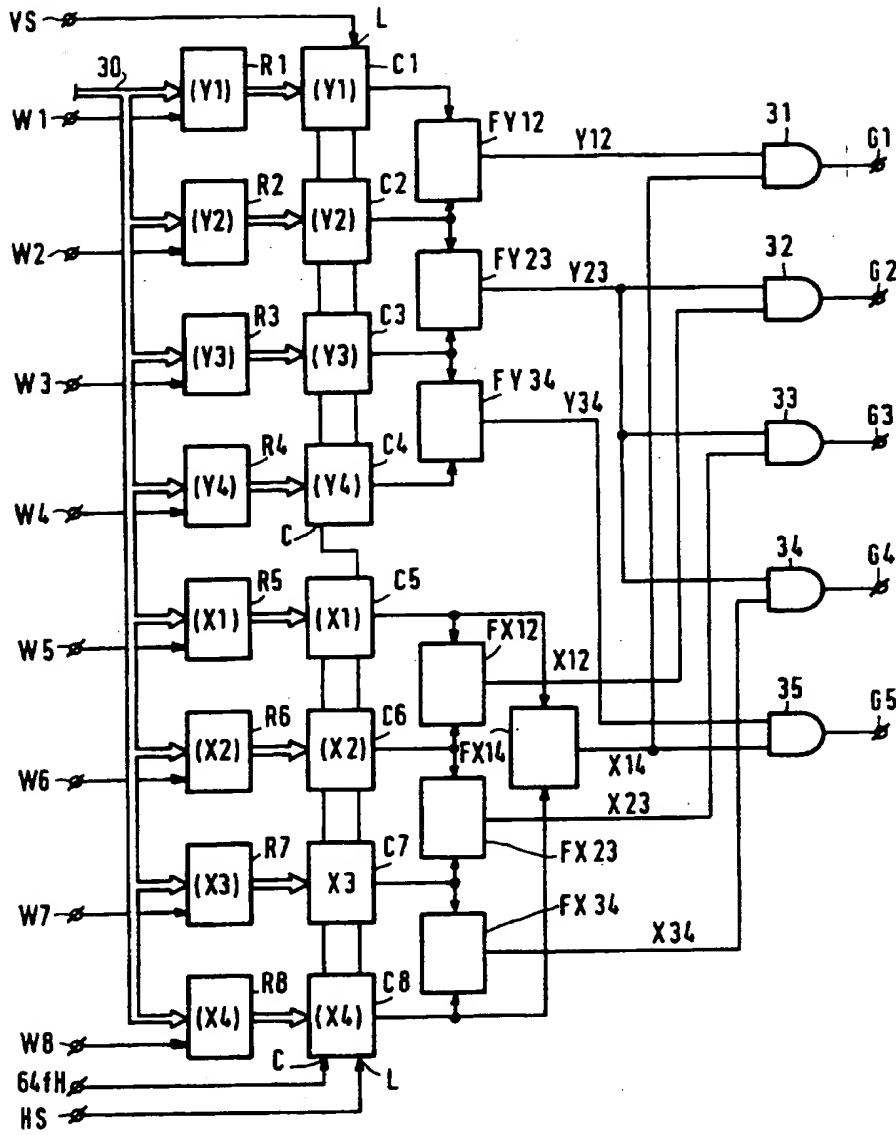 VS L
30 R1 C1
(Y1) (Y1)
W1 FY12 Y12 31 G1
R2 C2
(Y2) (Y2)
W2 FY23 Y23 32 G2
R3 C3
(Y3) (Y3)
W3 FY34 Y34 33 G3
R4 C4
(Y4) (Y4)
W4 C 34 G4
R5 C5
(X1) (X1) FX12
W5 X12 35 G5
R6 C6
(X2) (X2) FX14 X14
W6 X23
R7 C7 FX23
(X3) X3
W7 FX34 X34
R8 C8
(X4) (X4)
W8
64fH C L
HS